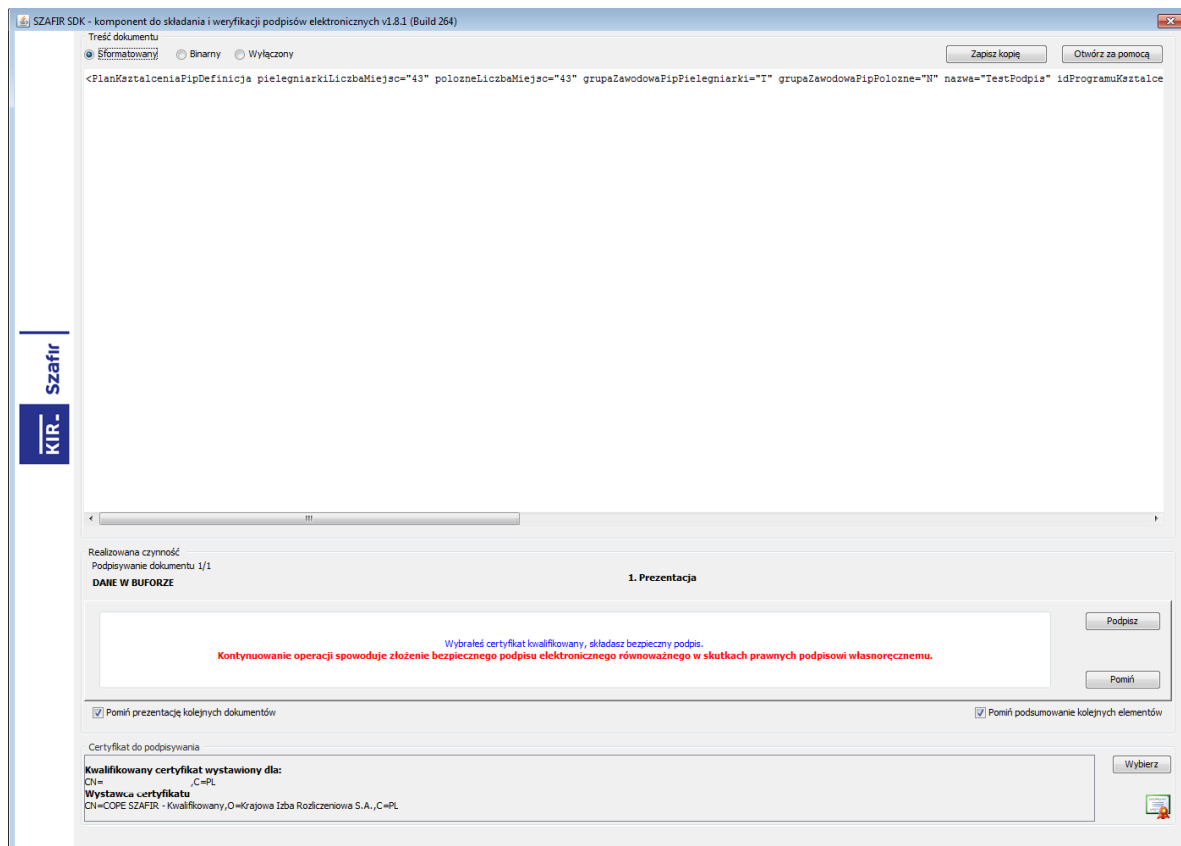 SZAFIR SDK - komponent do składania i weryfikacji podpisów elektronicznych v1.8.1 (Build 264)
Treść dokumentu
Sformatowany Binarny Wyłączony Zapisz kopię Otwórz za pomocą
<PlanKsztalceniaPipDefinicja pielegniarkiLiczbaMiejsc="43" polozneLiczbaMiejsc="43" grupaZawodowaPipPielegniarki="T" grupaZawodowaPipPolozne="N" nazwa="TestPodpis" idProgramuKsztalce
Szafir
KIR.
Realizowana czynność
Podpisywanie dokumentu 1/1
DANE W BUFORZE
1. Prezentacja
Podpisz
Wybrałeś certyfikat kwalifikowany, składasz bezpieczny podpis.
Kontynuowanie operacji spowoduje złożenie bezpiecznego podpisu elektronicznego równoważnego w skutkach prawnych podpisowi własnoręcznemu.
Pomiń
Pomiń prezentację kolejnych dokumentów Pomiń podsumowanie kolejnych elementów
Certyfikat do podpisywania
Wybierz
Kwalifikowany certyfikat wystawiony dla:
CN= ,C=PL
Wystawca certyfikatu
CN=COPE SZAFIR - Kwalifikowany,O=Krajowa Izba Rozliczeniowa S.A.,C=PL